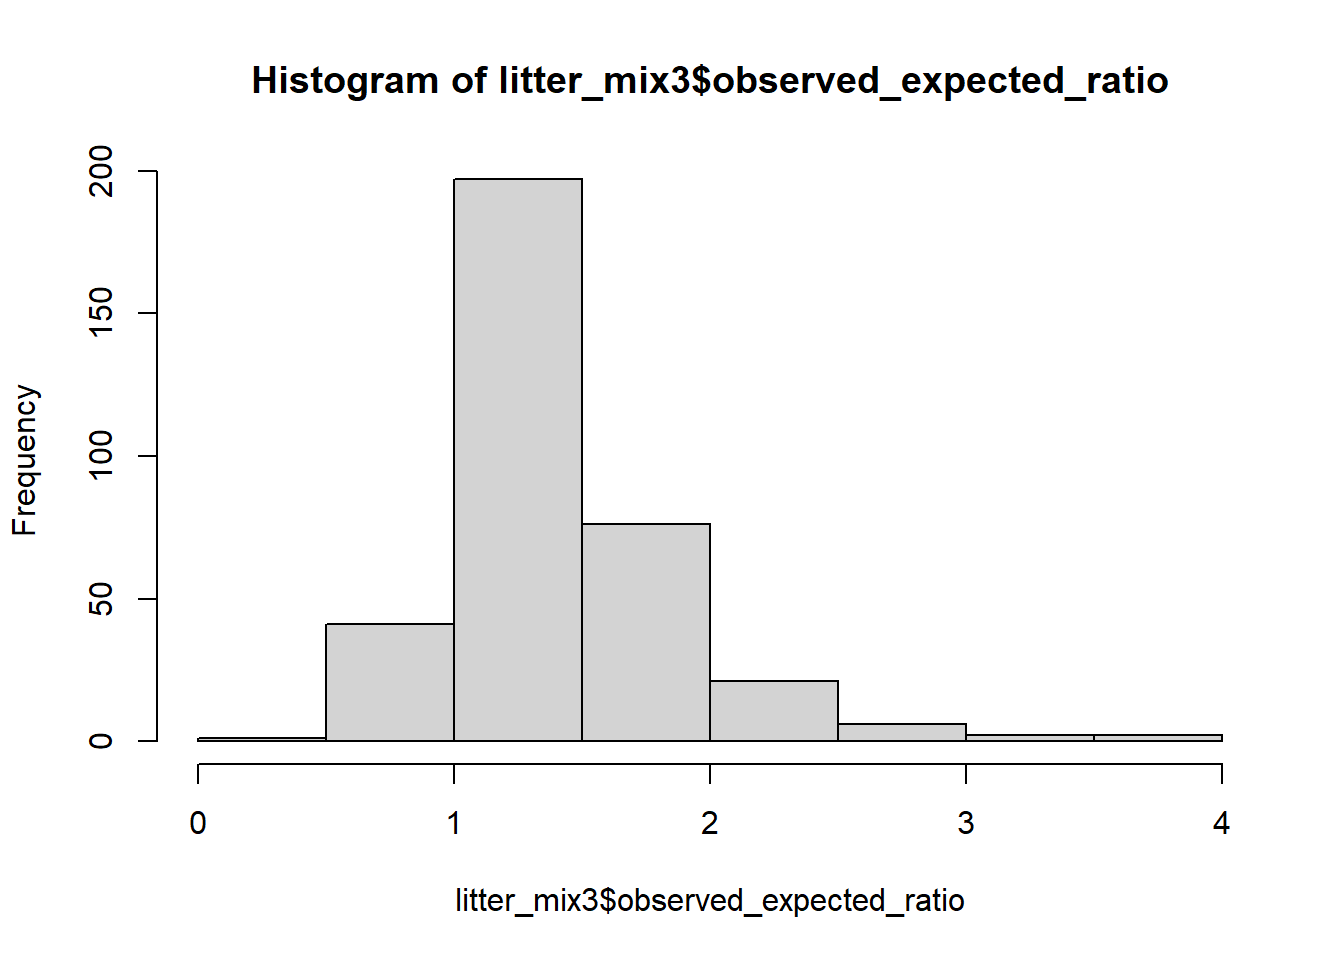 Histogram of litter_mix3$observed_expected_ratio
200
150
100
50
0
Frequency
0 1 2 3 4
litter_mix3$observed_expected_ratio